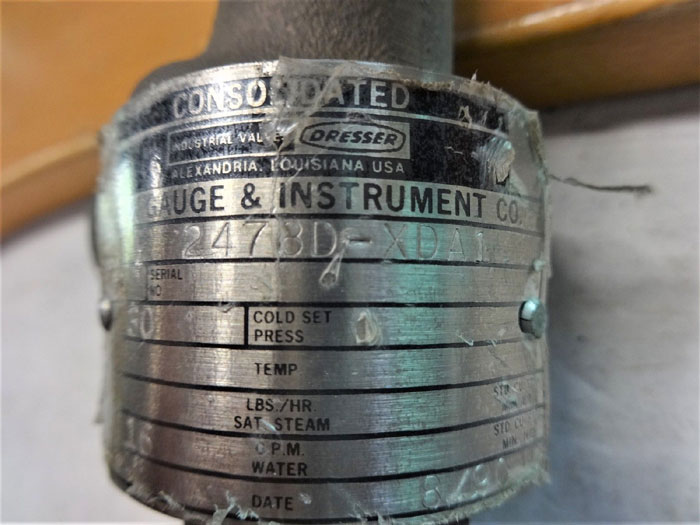 CONSOLIDATED
INDUSTRIAL VALVE DRESSER
ALEXANDRIA, LOUISIANA USA
GAUGE & INSTRUMENT CO.
2478D-XDA1
SERIAL
NO
COLD SET
PRESS
TEMP
LBS./HR.
SAT. STEAM
G.P.M.
WATER
DATE